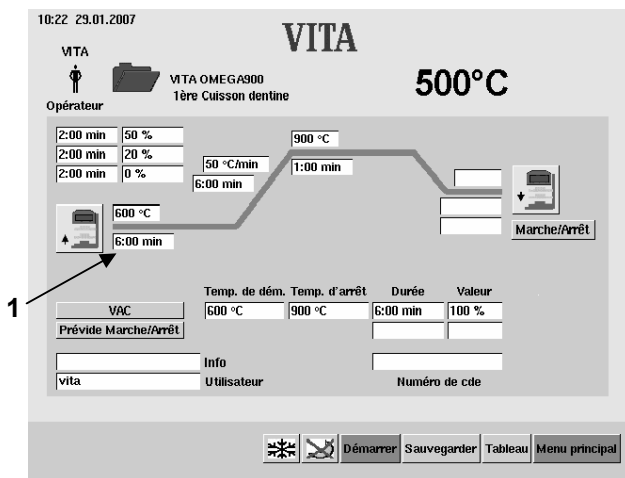 10:22 29.01.2007
VITA
VITA
VITA OMEGA900
1ère Cuisson dentine
Opérateur
500°C
2:00 min 50 %
2:00 min 20 %
2:00 min 0 %
50 °C/min
6:00 min
900 °C
1:00 min
600 °C
6:00 min
Marche/Arrêt
1
Temp. de dém. Temp. d'arrêt Durée Valeur
VAC 600 °C 900 °C 6:00 min 100 %
Prévide Marche/Arrêt
Info
vita Utilisateur Numéro de cde
Démarrer Sauvegarder Tableau Menu principal